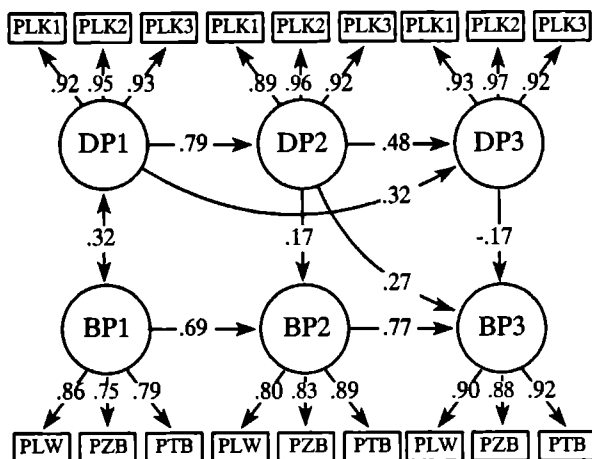 PLK1 PLK2 PLK3 PLK1 PLK2 PLK3 PLK1 PLK2 PLK3
.92 .95 .93 .89 .96 .92 .93 .97 .92
DP1 .79 DP2 .48 DP3
.32
.32 .17 -.17
.27
BP1 .69 BP2 .77 BP3
.86 .75 .79 .80 .83 .89 .90 .88 .92
PLW PZB PTB PLW PZB PTB PLW PZB PTB